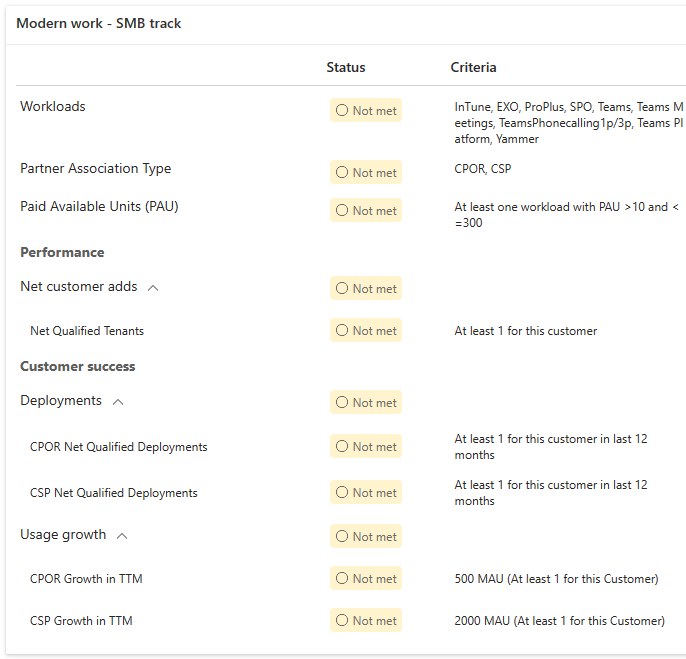 Modern work - SMB track
Status
Criteria
Workloads
Not met
InTune, EXO, ProPlus, SPO, Teams, Teams M
eetings, TeamsPhonecalling1p/3p, Teams Pl
atform, Yammer
Partner Association Type
Not met
CPOR, CSP
Paid Available Units (PAU)
Not met
At least one workload with PAU >10 and <
=300
Performance
Net customer adds
Not met
Net Qualified Tenants
Not met
At least 1 for this customer
Customer success
Deployments
Not met
CPOR Net Qualified Deployments
Not met
At least 1 for this customer in last 12
months
CSP Net Qualified Deployments
Not met
At least 1 for this customer in last 12
months
Usage growth
Not met
CPOR Growth in TTM
Not met
500 MAU (At least 1 for this Customer)
CSP Growth in TTM
Not met
2000 MAU (At least 1 for this Customer)